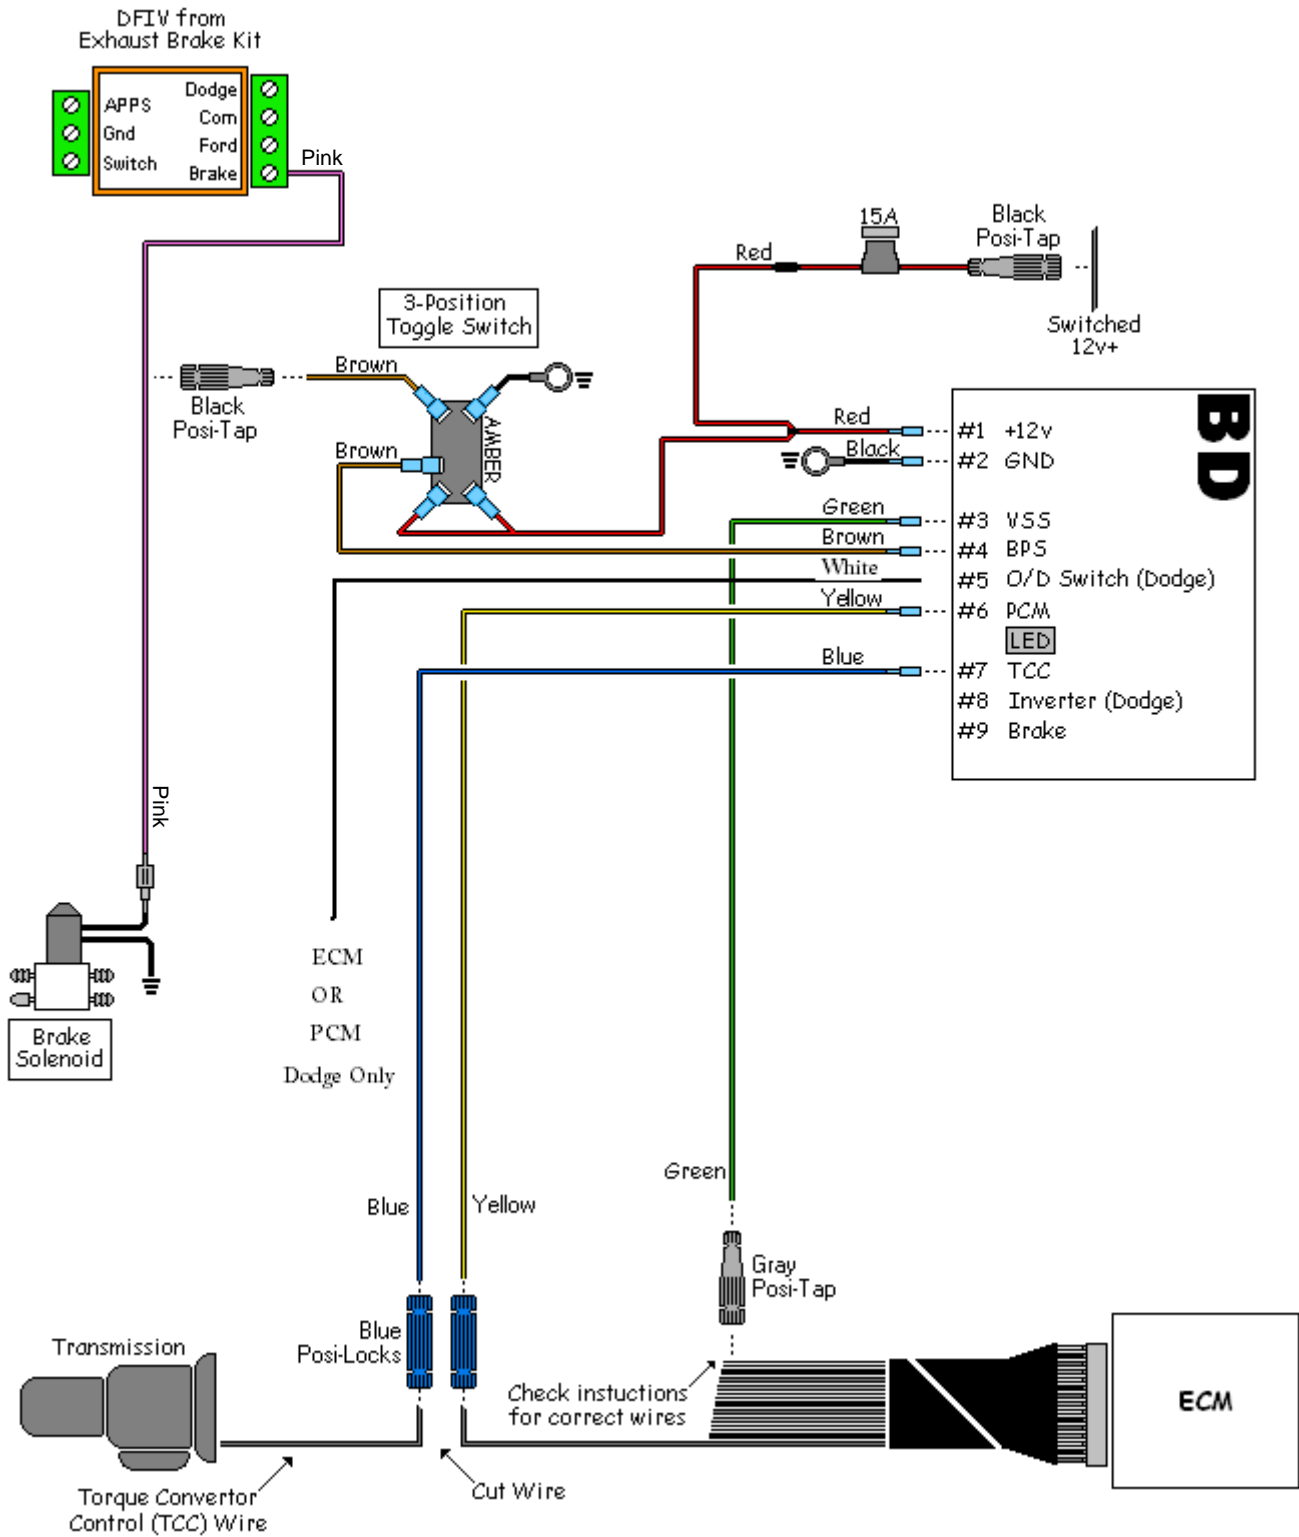 DFIV from
Exhaust Brake Kit
APPS
Gnd
Switch
Dodge
Com
Ford
Brake
Pink
15A
Black
Posi-Tap
Red
Switched
12v+
3-Position
Toggle Switch
Brown
Black
Posi-Tap
AMBER
Brown
BD
Red
#1 +12v
Black
#2 GND
Green
#3 VSS
Brown
#4 BPS
White
#5 O/D Switch (Dodge)
Yellow
#6 PCM
LED
Blue
#7 TCC
#8 Inverter (Dodge)
#9 Brake
Pink
Brake
Solenoid
ECM
OR
PCM
Dodge Only
Green
Blue
Yellow
Gray
Posi-Tap
Blue
Posi-Locks
Transmission
Check instuctions
for correct wires
ECM
Cut Wire
Torque Convertor
Control (TCC) Wire